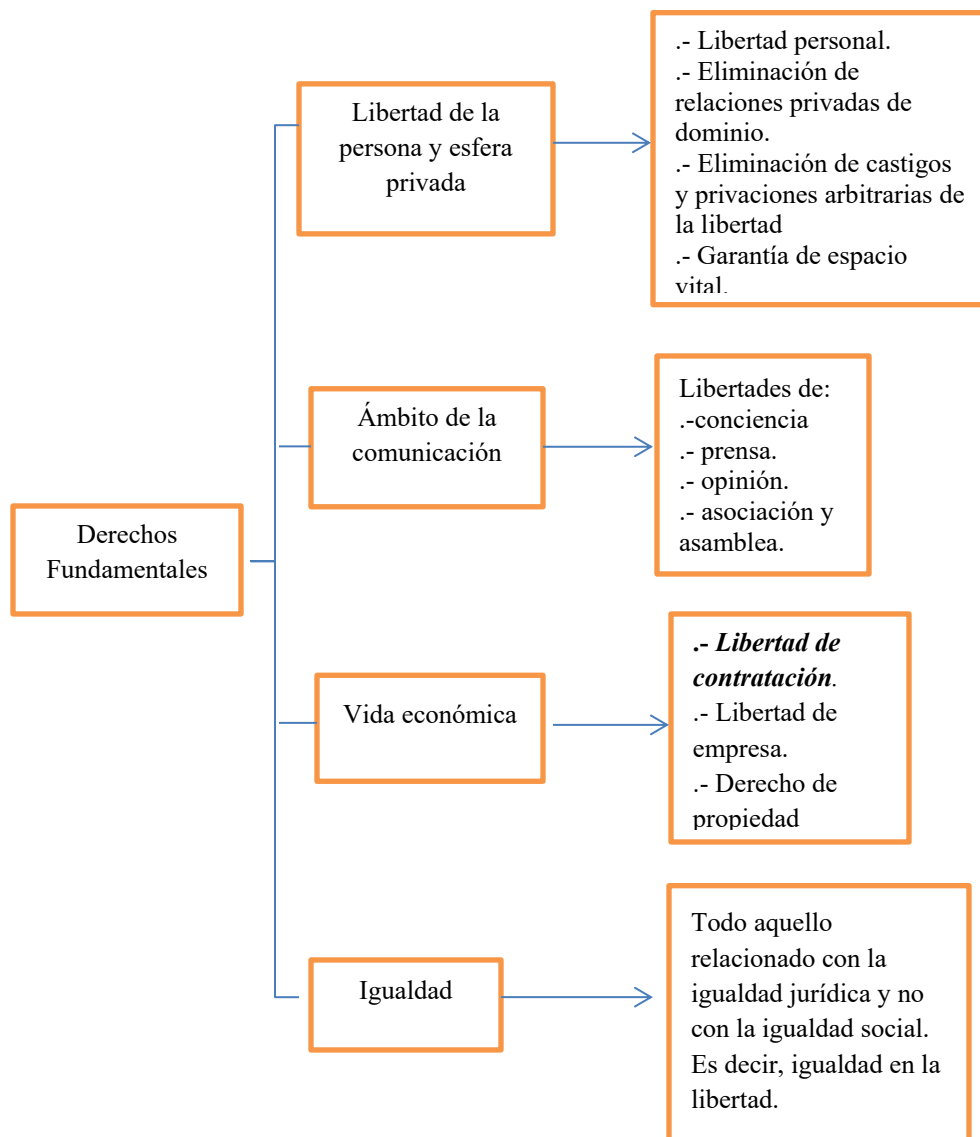 .- Libertad personal.
.- Eliminación de
relaciones privadas de
dominio.
.- Eliminación de castigos
y privaciones arbitrarias de
la libertad
.- Garantía de espacio
vital.
Libertad de la
persona y esfera
privada
Ámbito de la
comunicación
Libertades de:
.-conciencia
.- prensa.
.- opinión.
.- asociación y
asamblea.
Derechos
Fundamentales
Vida económica
.- Libertad de
contratación.
.- Libertad de
empresa.
.- Derecho de
propiedad
Igualdad
Todo aquello
relacionado con la
igualdad jurídica y no
con la igualdad social.
Es decir, igualdad en la
libertad.